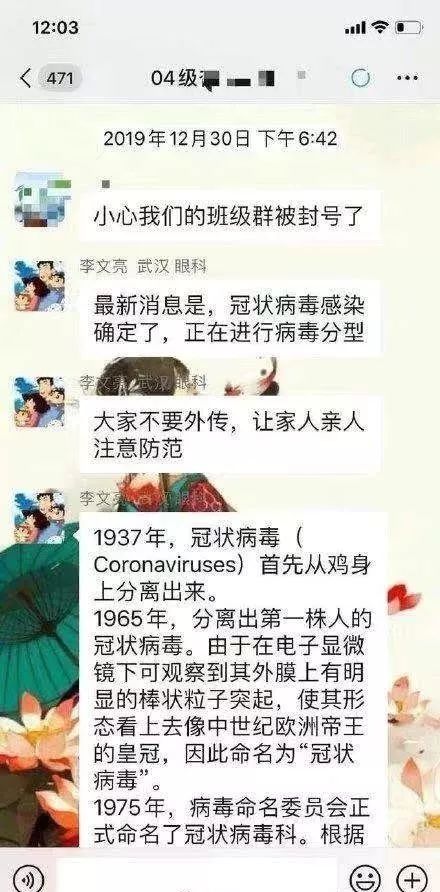 12:03
471
04级
2019年12月30日 下午6:42
小心我们的班级群被封号了
李文亮 武汉 眼科
最新消息是，冠状病毒感染
确定了，正在进行病毒分型
李文亮 武汉 眼科
大家不要外传，让家人亲人
注意防范
李文亮 武汉 眼科
1937年，冠状病毒（
Coronaviruses）首先从鸡身
上分离出来。
1965年，分离出第一株人的
冠状病毒。由于在电子显微
镜下可观察到其外膜上有明
显的棒状粒子突起，使其形
态看上去像中世纪欧洲帝王
的皇冠，因此命名为“冠状
病毒”。
1975年，病毒命名委员会正
式命名了冠状病毒科。根据